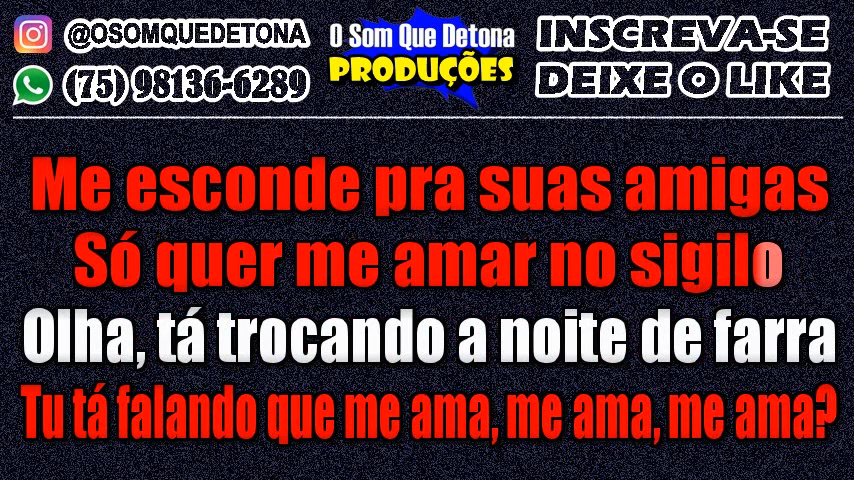 @OSOMQUEDETONA
(75) 98136-6289
O Som Que Detona
PRODUÇÕES
INSCREVA-SE
DEIXE O LIKE
Me esconde pra suas amigas
Só quer me amar no sigilo
Olha, tá trocando a noite de farra
Tu tá falando que me ama, me ama, me ama?